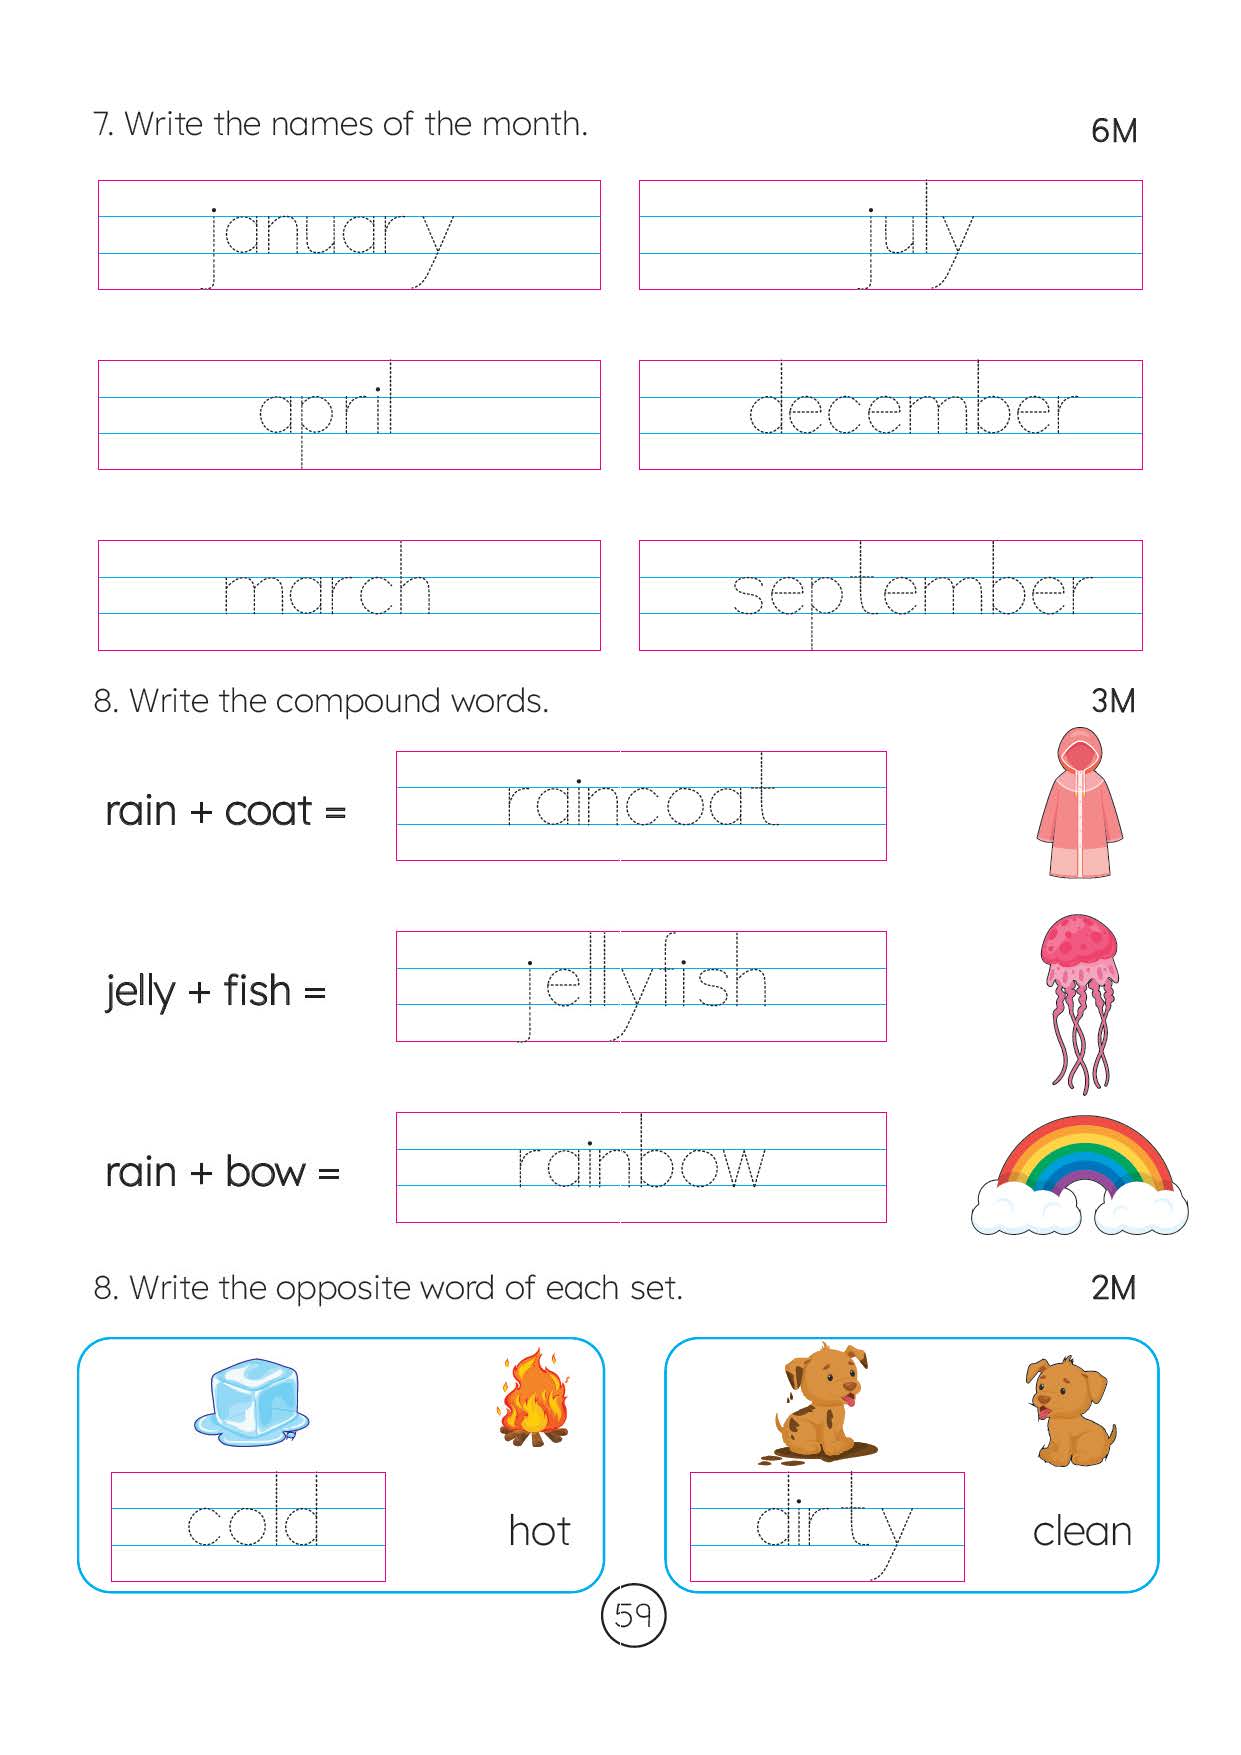 7. Write the names of the month.
6M
january
july
april
december
march
september
8. Write the compound words.
3M
rain + coat =
raincoat
jelly + fish =
jellyfish
rain + bow =
rainbow
8. Write the opposite word of each set.
2M
cold
hot
dirty
clean
59